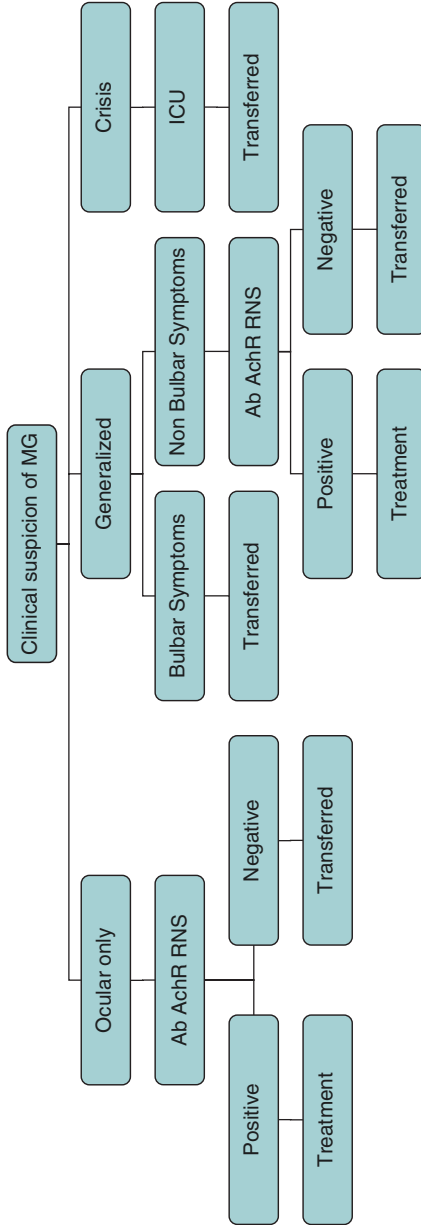 Clinical suspicion of MG
Ocular only
Generalized
Crisis
Ab AchR RNS
Bulbar Symptoms
Non Bulbar Symptoms
ICU
Positive
Negative
Transferred
Ab AchR RNS
Transferred
Treatment
Transferred
Positive
Negative
Treatment
Transferred